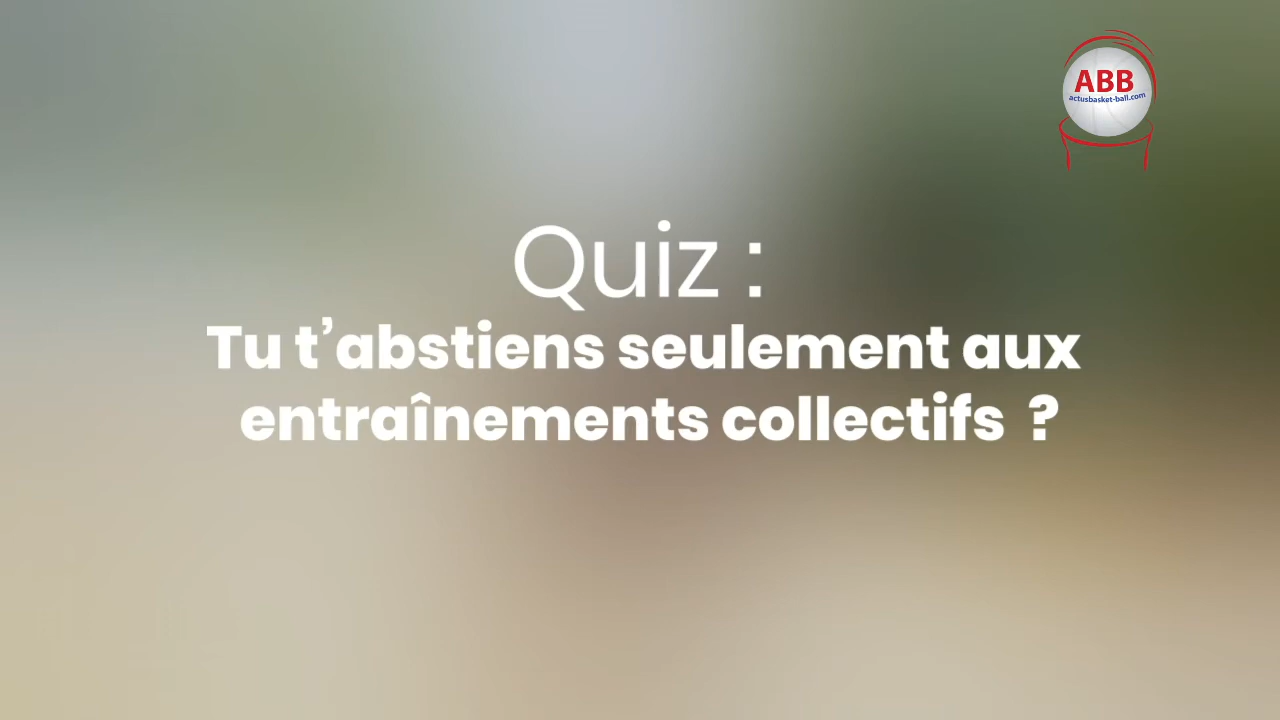 ABB
actusbasket-ball.com
Quiz :
Tu t’abstiens seulement aux
entraînements collectifs ?